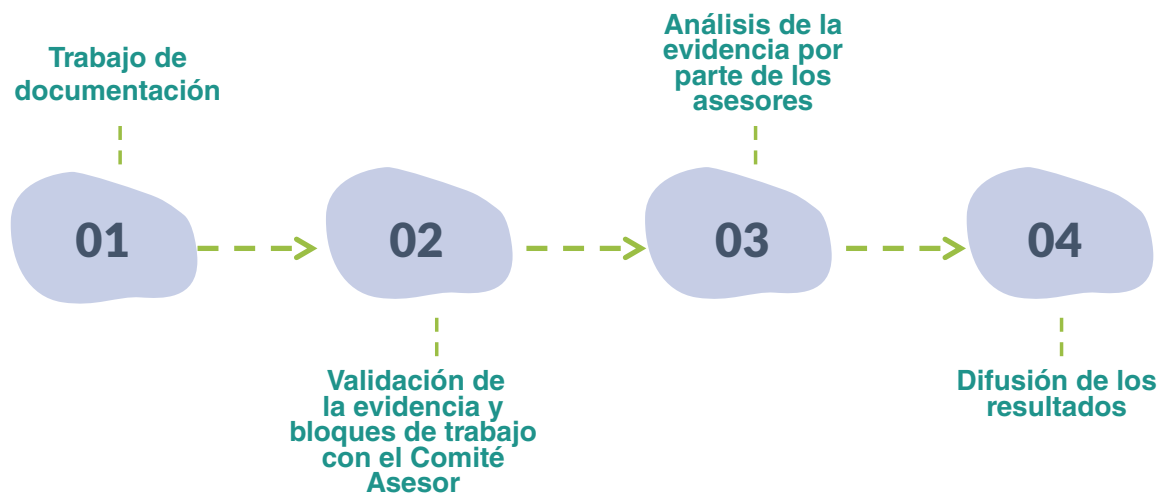 Trabajo de
documentación
01
02
Validación de
la evidencia y
bloques de trabajo
con el Comité
Asesor
Análisis de la
evidencia por
parte de los
asesores
03
04
Difusión de los
resultados